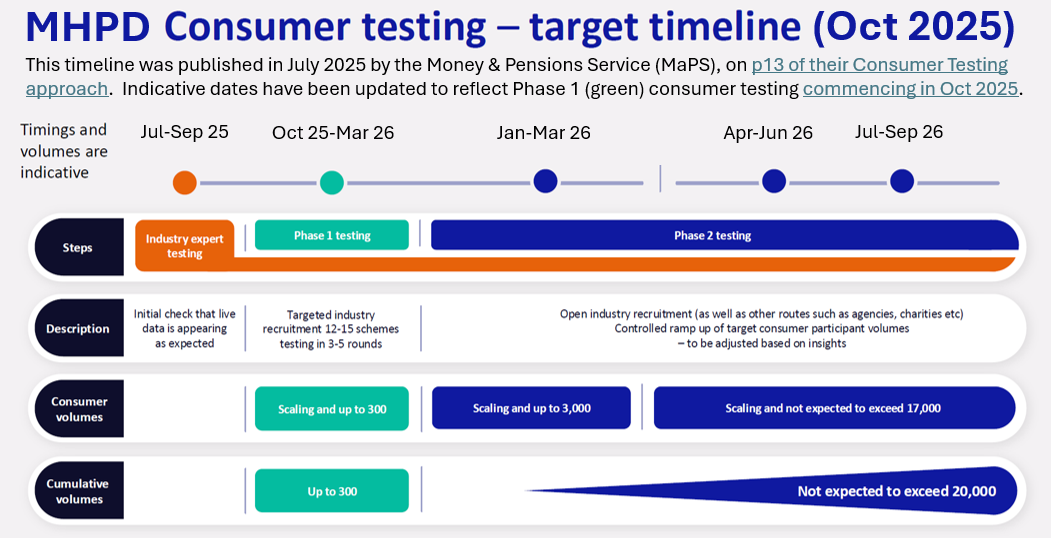 MHPD Consumer testing – target timeline (Oct 2025)
This timeline was published in July 2025 by the Money & Pensions Service (MaPS), on p13 of their Consumer Testing
approach. Indicative dates have been updated to reflect Phase 1 (green) consumer testing commencing in Oct 2025.
Timings and
volumes are
indicative
Jul-Sep 25
Oct 25-Mar 26
Jan-Mar 26
Apr-Jun 26
Jul-Sep 26
Steps
Industry expert
testing
Phase 1 testing
Phase 2 testing
Description
Initial check that live
data is appearing
as expected
Targeted industry
recruitment 12-15 schemes
testing in 3-5 rounds
Open industry recruitment (as well as other routes such as agencies, charities etc)
Controlled ramp up of target consumer participant volumes
– to be adjusted based on insights
Consumer
volumes
Scaling and up to 300
Scaling and up to 3,000
Scaling and not expected to exceed 17,000
Cumulative
volumes
Up to 300
Not expected to exceed 20,000